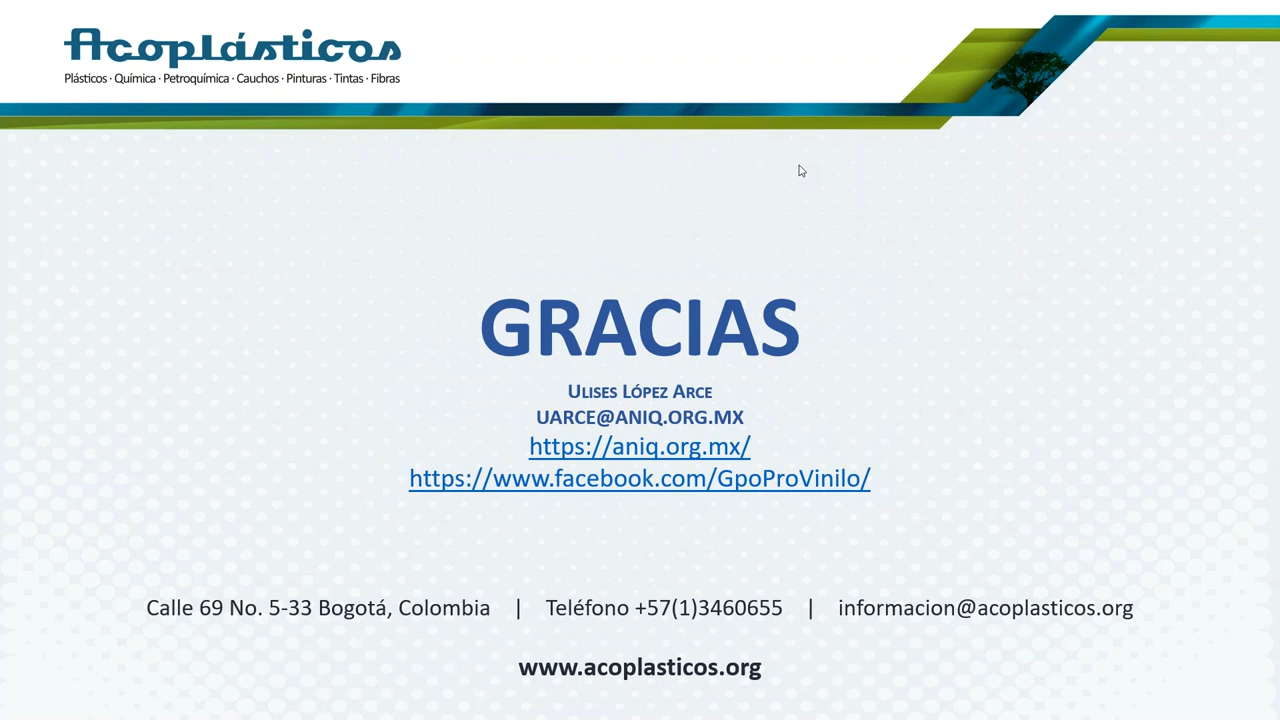 Acoplásticos
Plásticos · Química · Petroquímica · Cauchos · Pinturas · Tintas · Fibras
GRACIAS
Ulises López Arce
UARCE@ANIQ.ORG.MX
https://aniq.org.mx/
https://www.facebook.com/GpoProVinilo/
Calle 69 No. 5-33 Bogotá, Colombia | Teléfono +57(1)3460655 | informacion@acoplasticos.org
www.acoplasticos.org